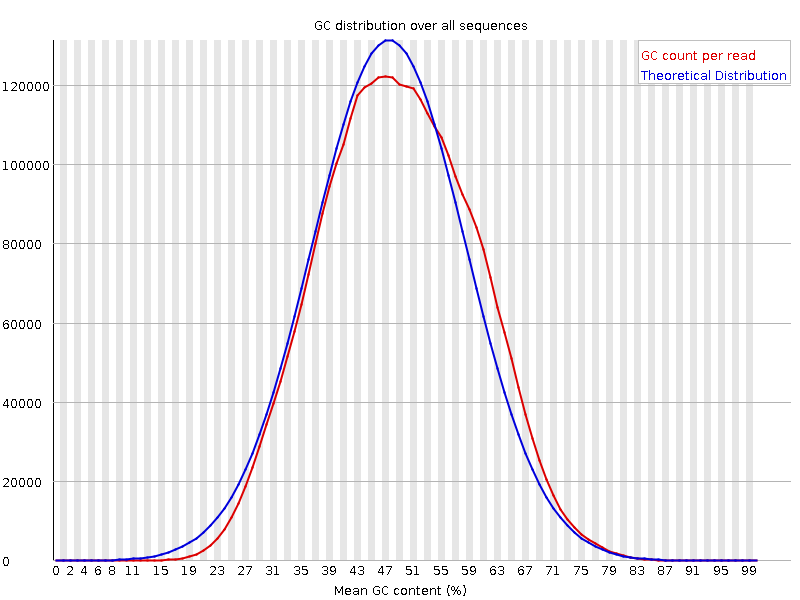 GC distribution over all sequences
GC count per read
Theoretical Distribution
120000
100000
80000
60000
40000
20000
0
0 2 4 6 8 11 15 19 23 27 31 35 39 43 47 51 55 59 63 67 71 75 79 83 87 91 95 99
Mean GC content (%)